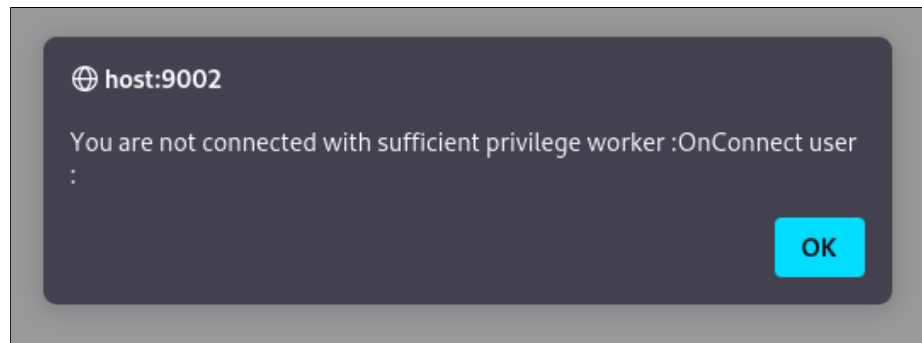 host:9002
You are not connected with sufficient privilege worker :OnConnect user
:
OK